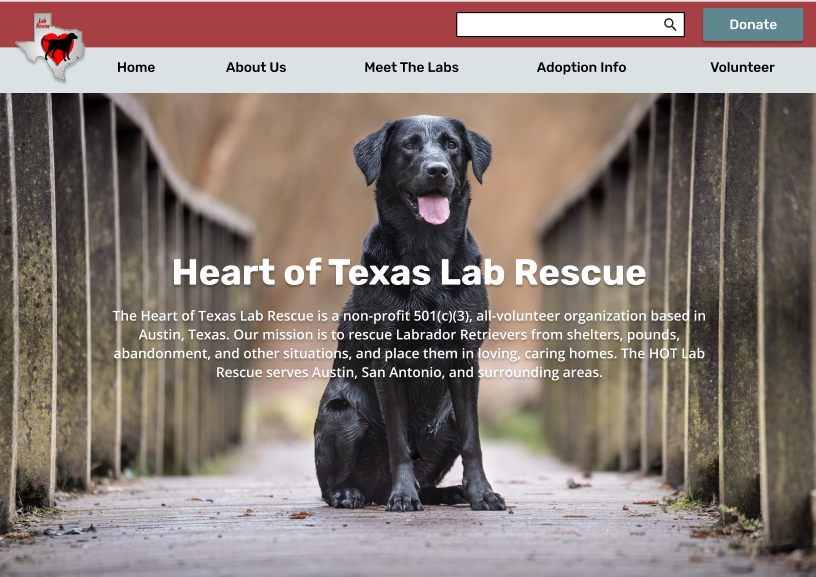 Lab
Rescue
Donate
Home
About Us
Meet The Labs
Adoption Info
Volunteer
Heart of Texas Lab Rescue
The Heart of Texas Lab Rescue is a non-profit 501(c)(3), all-volunteer organization based in
Austin, Texas. Our mission is to rescue Labrador Retrievers from shelters, pounds,
abandonment, and other situations, and place them in loving, caring homes. The HOT Lab
Rescue serves Austin, San Antonio, and surrounding areas.